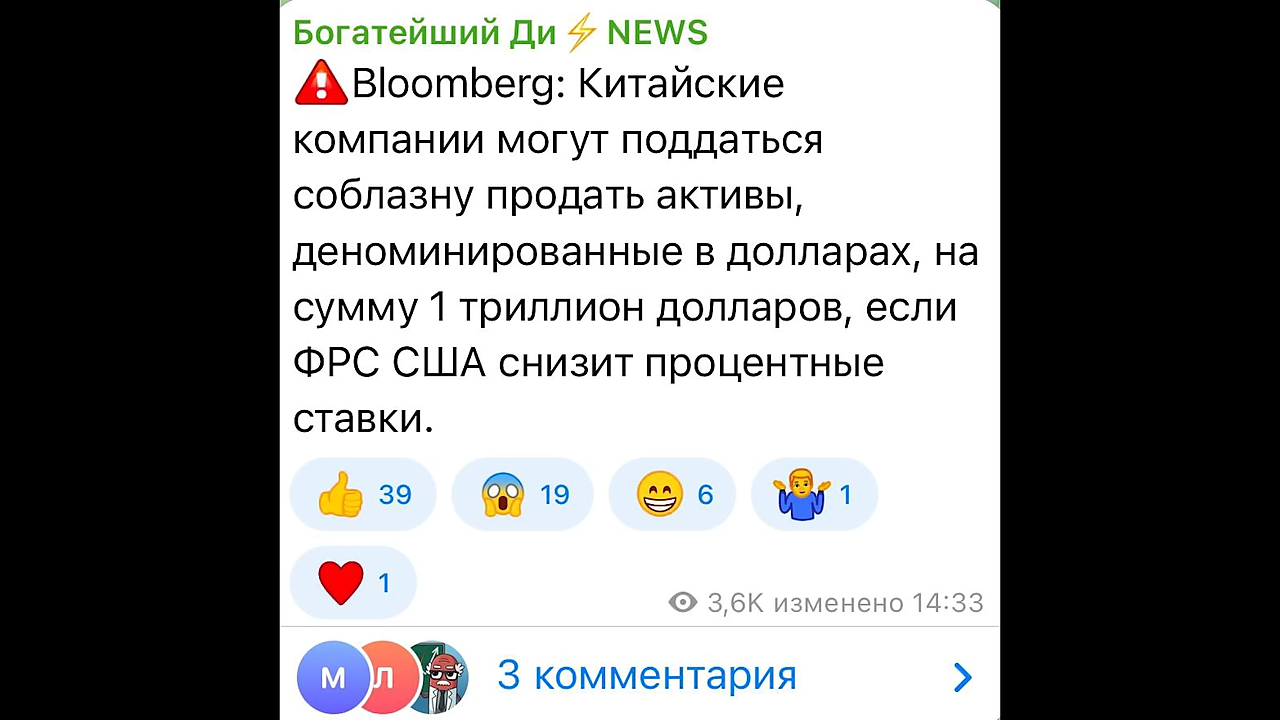 Богатейший Ди⚡NEWS
⚠Bloomberg: Китайские
компании могут поддаться
соблазну продать активы,
деноминированные в долларах, на
сумму 1 триллион долларов, если
ФРС США снизит процентные
ставки.
39 19 6 1
1
3,6K изменено 14:33
М Л 3 комментария